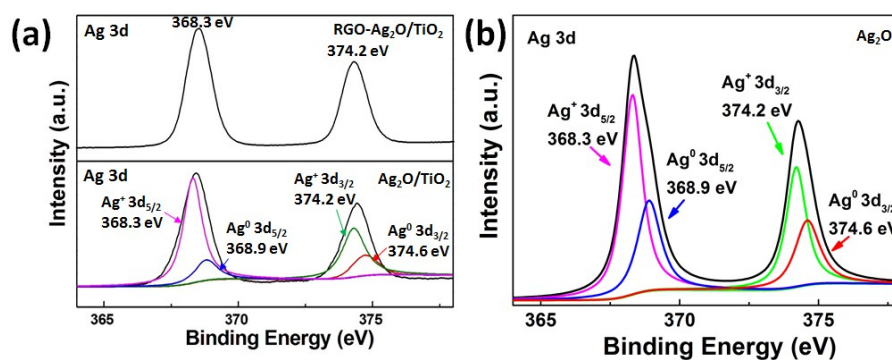 (a)
Ag 3d
368.3 eV
RGO-Ag₂O/TiO₂
374.2 eV
Ag 3d
Ag₂O/TiO₂
Ag⁺ 3d₅/₂
368.3 eV
Ag⁰ 3d₅/₂
368.9 eV
Ag⁺ 3d₃/₂
374.2 eV
Ag⁰ 3d₃/₂
374.6 eV
Intensity (a.u.)
365 370 375
Binding Energy (eV)
(b)
Ag 3d
Ag₂O
Ag⁺ 3d₅/₂
368.3 eV
Ag⁰ 3d₅/₂
368.9 eV
Ag⁺ 3d₃/₂
374.2 eV
Ag⁰ 3d₃/₂
374.6 eV
Intensity (a.u.)
365 370 375
Binding Energy (eV)